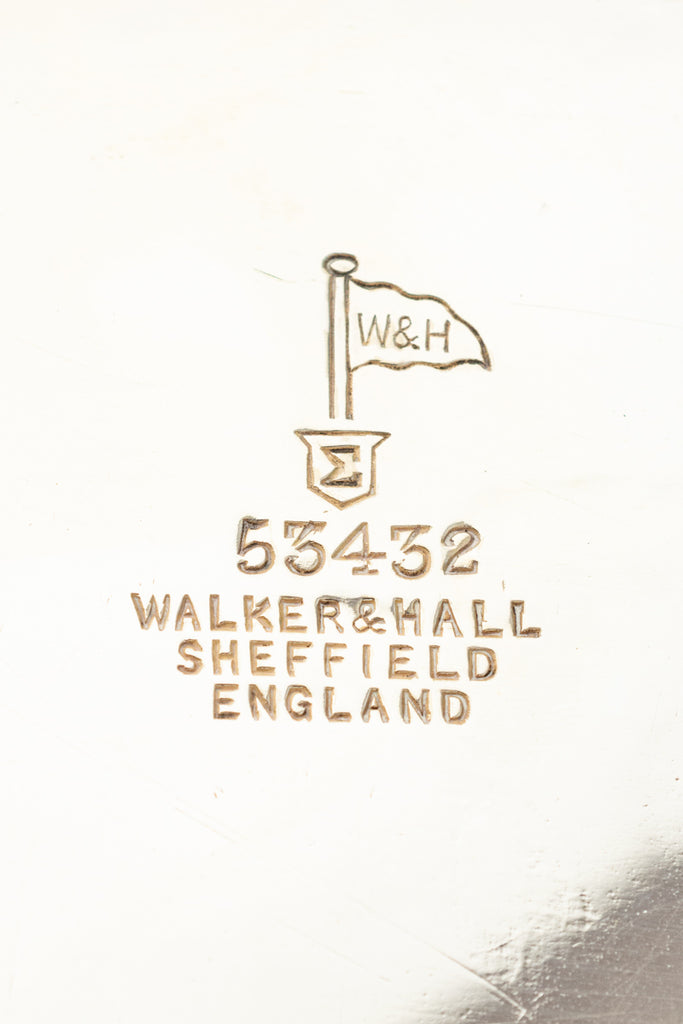 W&H
Σ
53432
WALKER&HALL
SHEFFIELD
ENGLAND